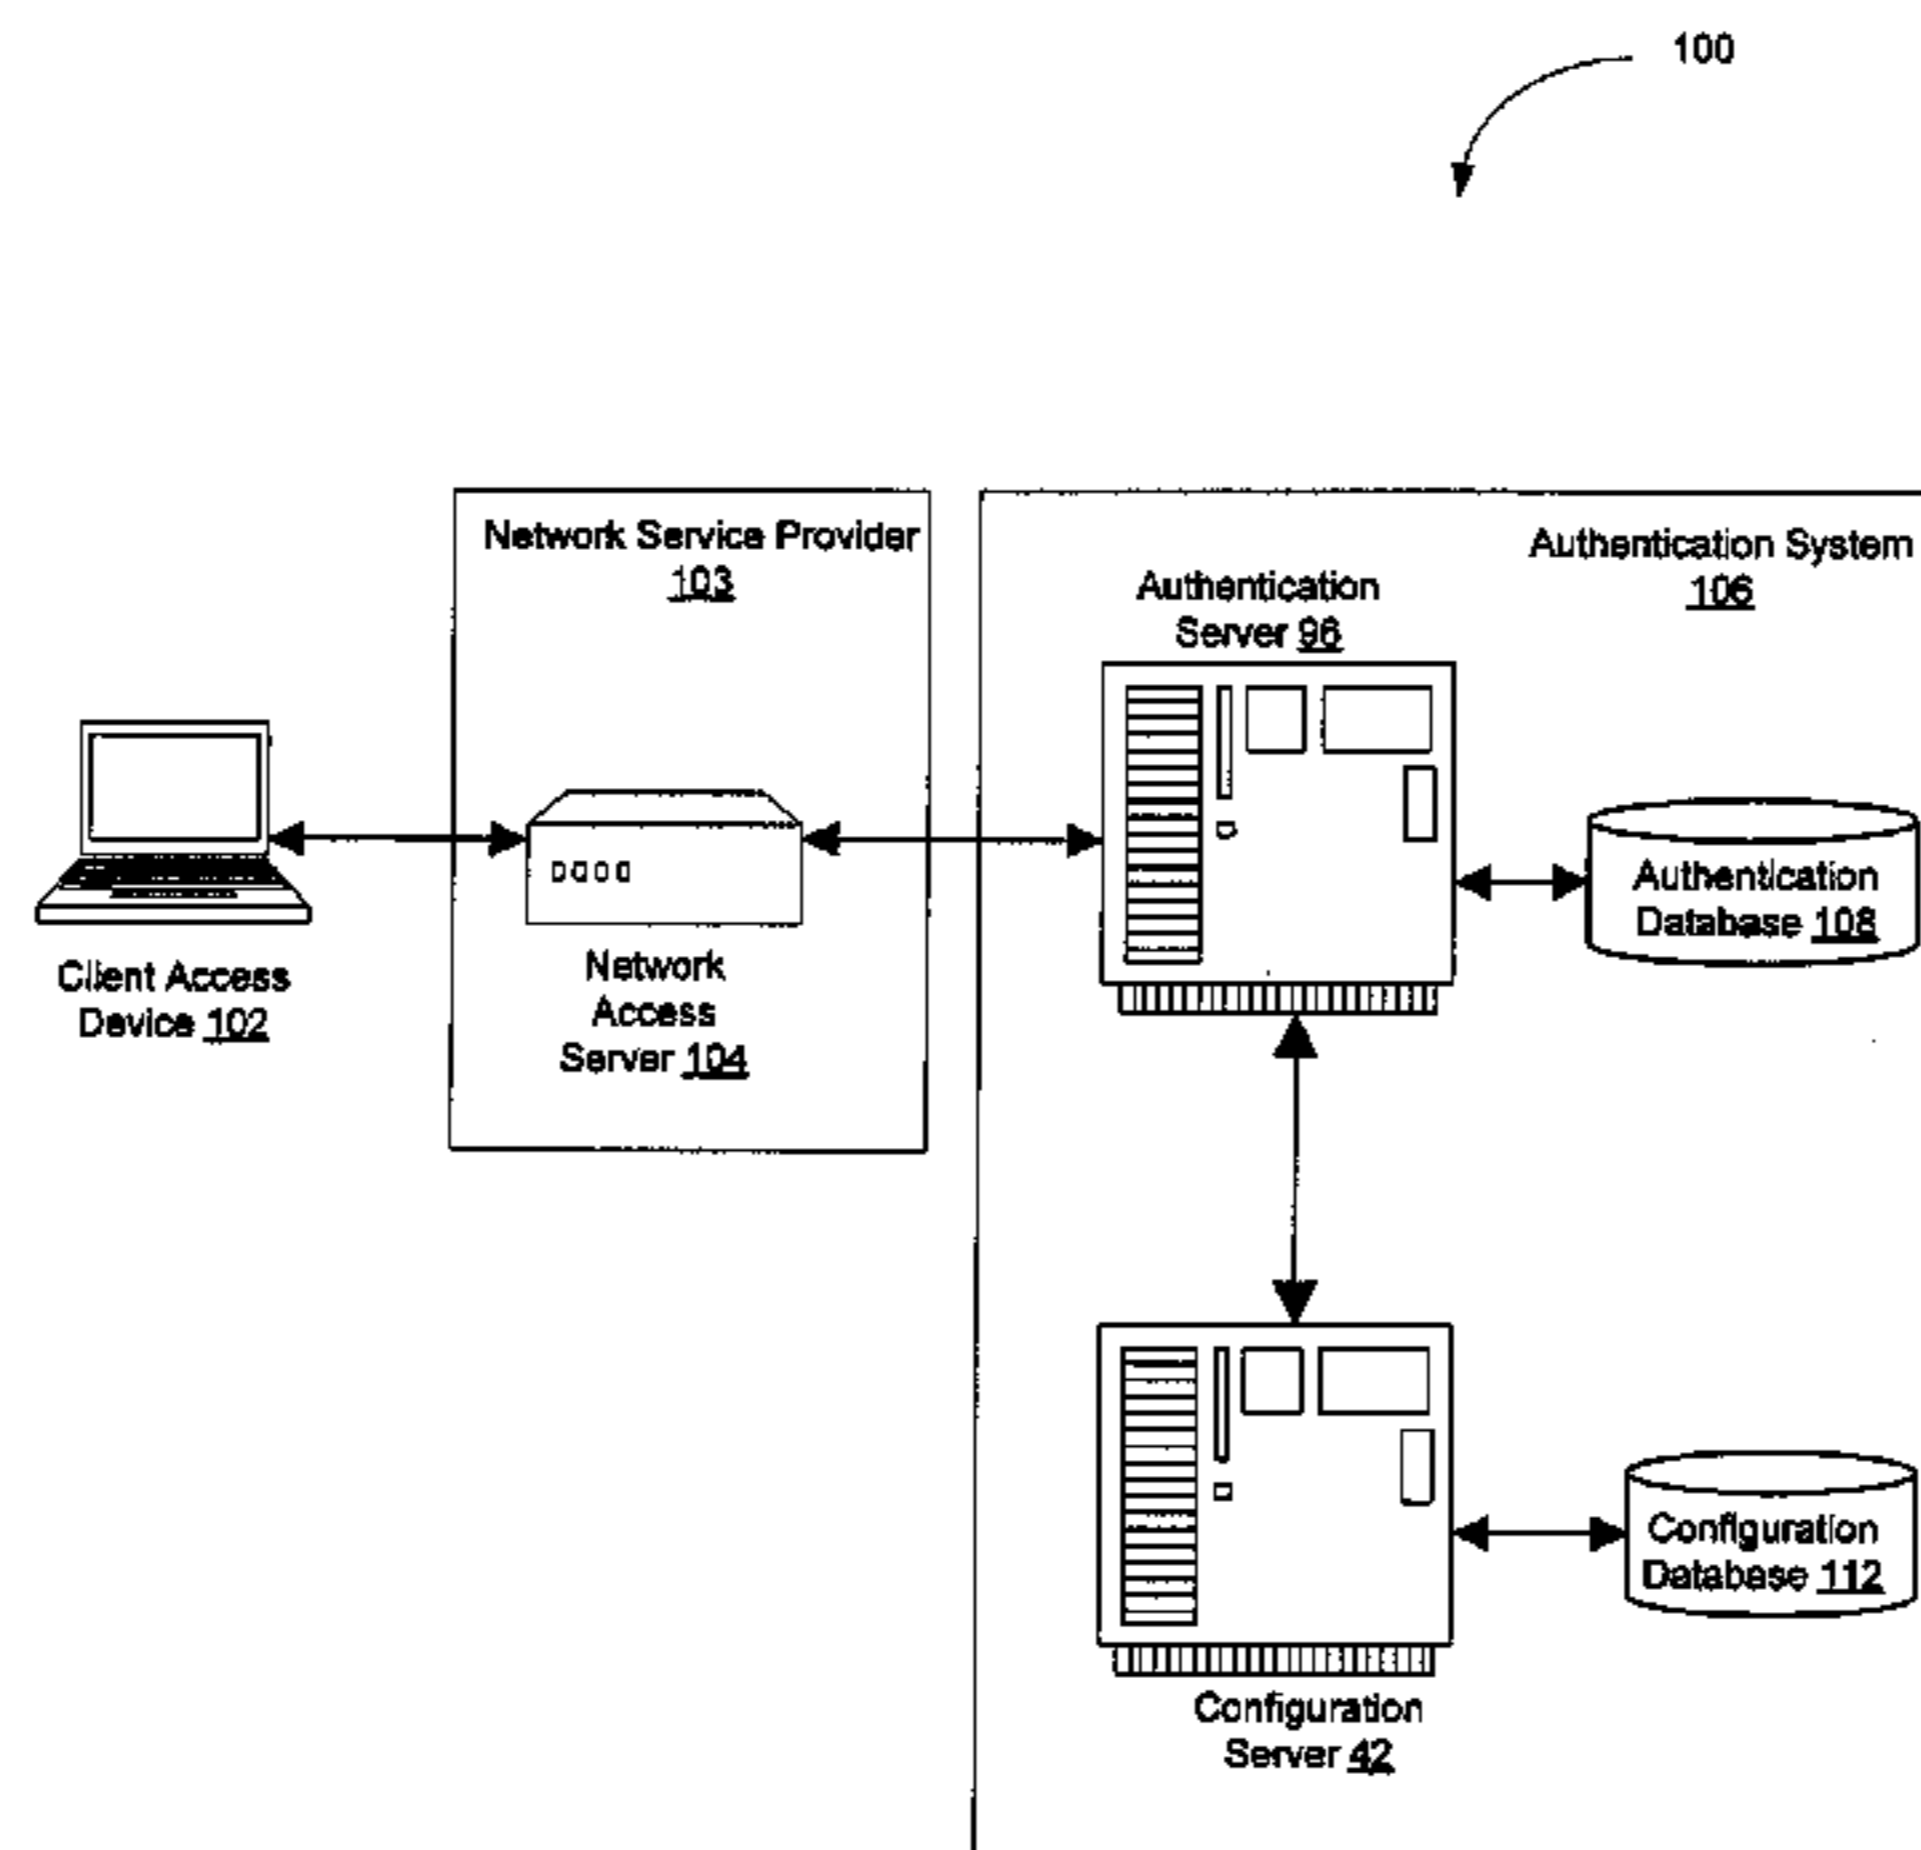 100
Network Service Provider
103
Authentication System
106
Authentication
Server 96
Authentication
Database 108
Client Access
Device 102
Network
Access
Server 104
Configuration
Database 112
Configuration
Server 42